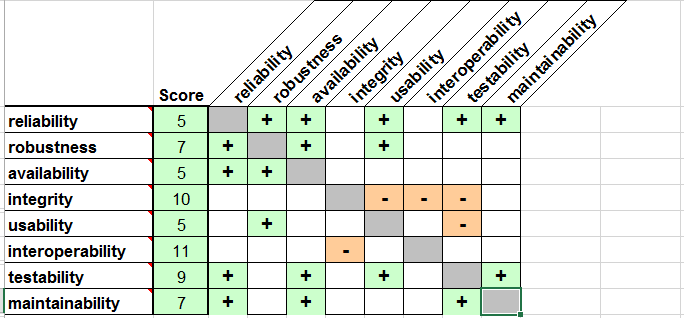 reliability
robustness
availability
integrity
usability
interoperability
testability
maintainability
Score
reliability 5 + + + + +
robustness 7 + + +
availability 5 + +
integrity 10 - - -
usability 5 + -
interoperability 11 -
testability 9 + + + +
maintainability 7 + + +